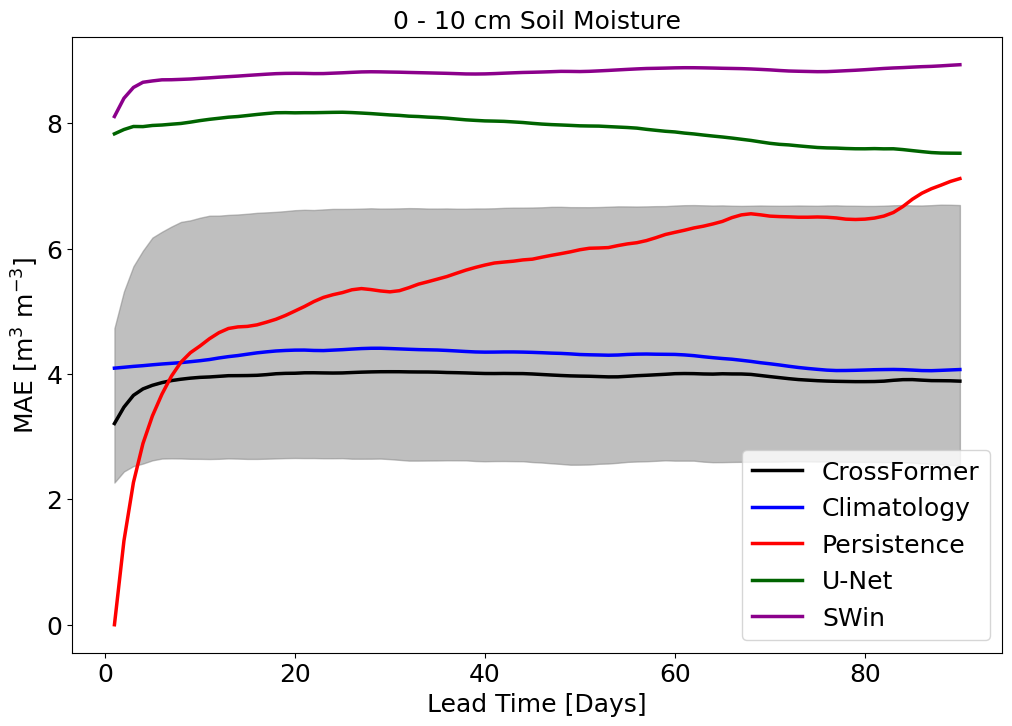 0 - 10 cm Soil Moisture
MAE [m³ m⁻³]
8
6
4
2
0
0 20 40 60 80
Lead Time [Days]
CrossFormer
Climatology
Persistence
U-Net
SWin